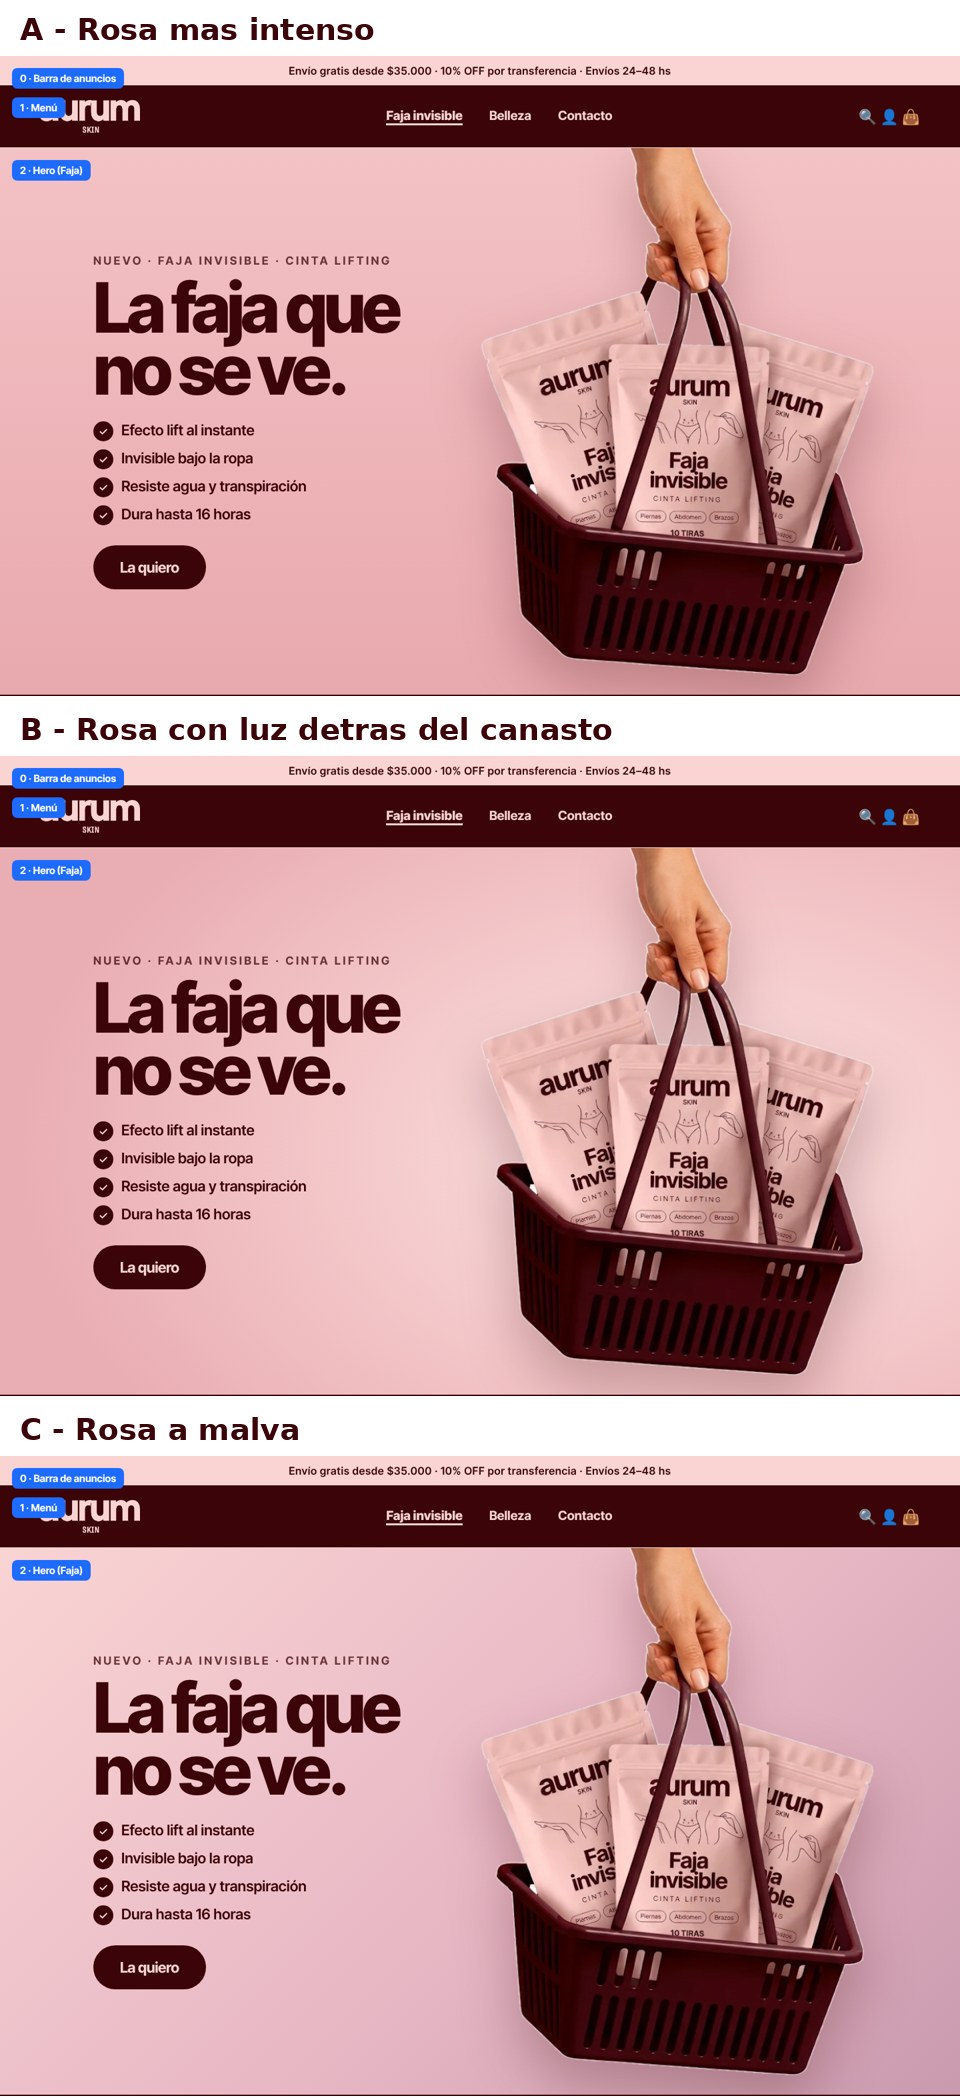 A - Rosa mas intenso
Envío gratis desde $35.000 · 10% OFF por transferencia · Envíos 24–48 hs
0 · Barra de anuncios
1 · Menú
aurum
SKIN
Faja invisible
Belleza
Contacto
2 · Hero (Faja)
NUEVO · FAJA INVISIBLE · CINTA LIFTING
La faja que
no se ve.
Efecto lift al instante
Invisible bajo la ropa
Resiste agua y transpiración
Dura hasta 16 horas
La quiero
aurum
SKIN
aurum
SKIN
Faja
invisible
CINTA LIFTING
Piernas
Abdomen
Brazos
10 TIRAS
B - Rosa con luz detras del canasto
Envío gratis desde $35.000 · 10% OFF por transferencia · Envíos 24–48 hs
0 · Barra de anuncios
1 · Menú
aurum
SKIN
Faja invisible
Belleza
Contacto
2 · Hero (Faja)
NUEVO · FAJA INVISIBLE · CINTA LIFTING
La faja que
no se ve.
Efecto lift al instante
Invisible bajo la ropa
Resiste agua y transpiración
Dura hasta 16 horas
La quiero
aurum
SKIN
aurum
SKIN
Faja
invisible
CINTA LIFTING
Piernas
Abdomen
Brazos
10 TIRAS
C - Rosa a malva
Envío gratis desde $35.000 · 10% OFF por transferencia · Envíos 24–48 hs
0 · Barra de anuncios
1 · Menú
aurum
SKIN
Faja invisible
Belleza
Contacto
2 · Hero (Faja)
NUEVO · FAJA INVISIBLE · CINTA LIFTING
La faja que
no se ve.
Efecto lift al instante
Invisible bajo la ropa
Resiste agua y transpiración
Dura hasta 16 horas
La quiero
aurum
SKIN
aurum
SKIN
Faja
invisible
CINTA LIFTING
Piernas
Abdomen
Brazos
10 TIRAS